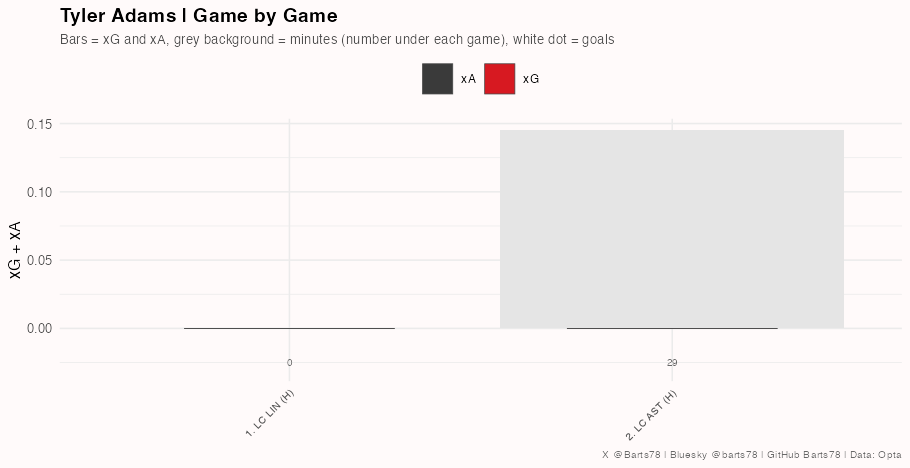 Tyler Adams | Game by Game
Bars = xG and xA, grey background = minutes (number under each game), white dot = goals
xA xG
xG + xA
0.15
0.10
0.05
0.00
0 29
1. LC LIN (H) 2. LC AST (H)
X @Barts78 | Bluesky @barts78 | GitHub Barts78 | Data: Opta